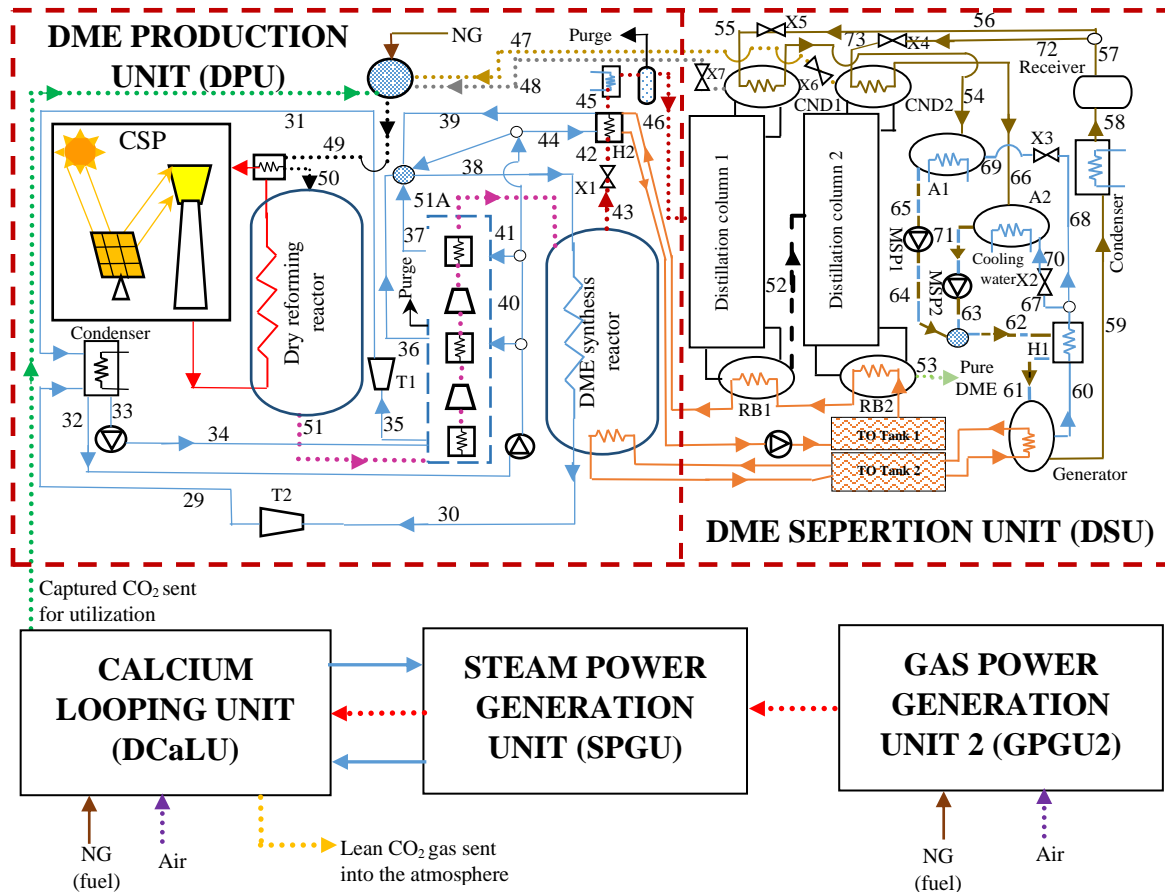 DME PRODUCTION
UNIT (DPU)
NG
47
48
Purge
55
X5
56
73
X4
72
57
Receiver
X7
X6
CND1
CND2
54
58
31
CSP
49
50
39
44
45
46
H2
42
38
X1
43
51A
37
41
Purge
40
36
T1
35
Dry reforming
reactor
DME synthesis
reactor
Distillation column 1
Distillation column 2
52
A1
69
X3
66
A2
68
65
MSP1
71
MSP2
Cooling
water
70
X2
67
64
63
62
H1
Condenser
59
60
61
Condenser
32
33
34
51
RB1
RB2
53
Pure
DME
TO Tank 1
TO Tank 2
Generator
29
T2
30
DME SEPERTION UNIT (DSU)
Captured CO₂ sent
for utilization
CALCIUM
LOOPING UNIT
(DCaLU)
STEAM POWER
GENERATION
UNIT (SPGU)
GAS POWER
GENERATION
UNIT 2 (GPGU2)
NG
(fuel)
Air
Lean CO₂ gas sent
into the atmosphere
NG
(fuel)
Air